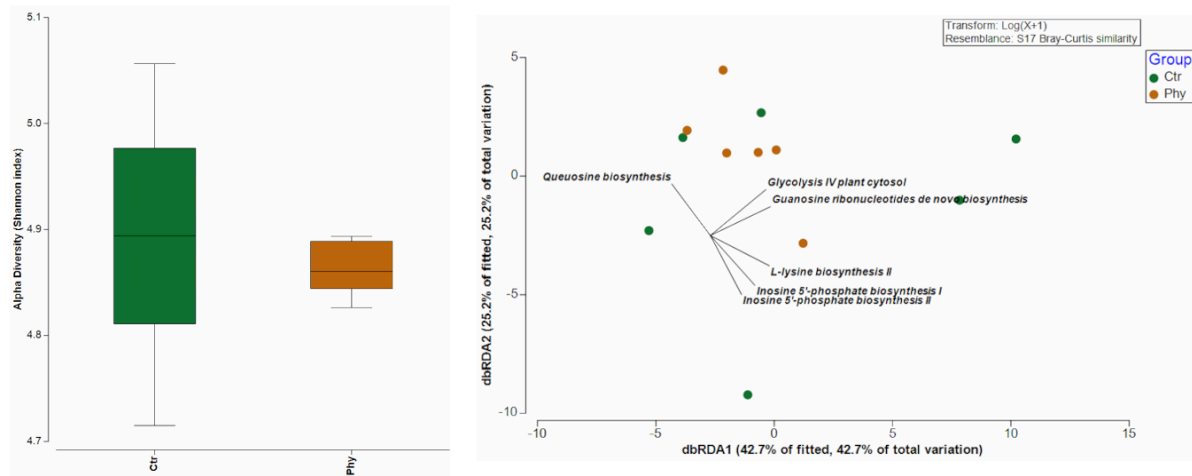 5.1
5.0
4.9
4.8
4.7
Alpha Diversity (Shannon index)
Ctr
Phy
Transform: Log(X+1)
Resemblance: S17 Bray-Curtis similarity
Group
Ctr
Phy
5
0
-5
-10
dbRDA2 (25.2% of fitted, 25.2% of total variation)
Queuosine biosynthesis
Glycolysis IV plant cytosol
Guanosine ribonucleotides de novo biosynthesis
L-lysine biosynthesis II
Inosine 5'-phosphate biosynthesis I
Inosine 5'-phosphate biosynthesis II
-10
-5
0
5
10
15
dbRDA1 (42.7% of fitted, 42.7% of total variation)